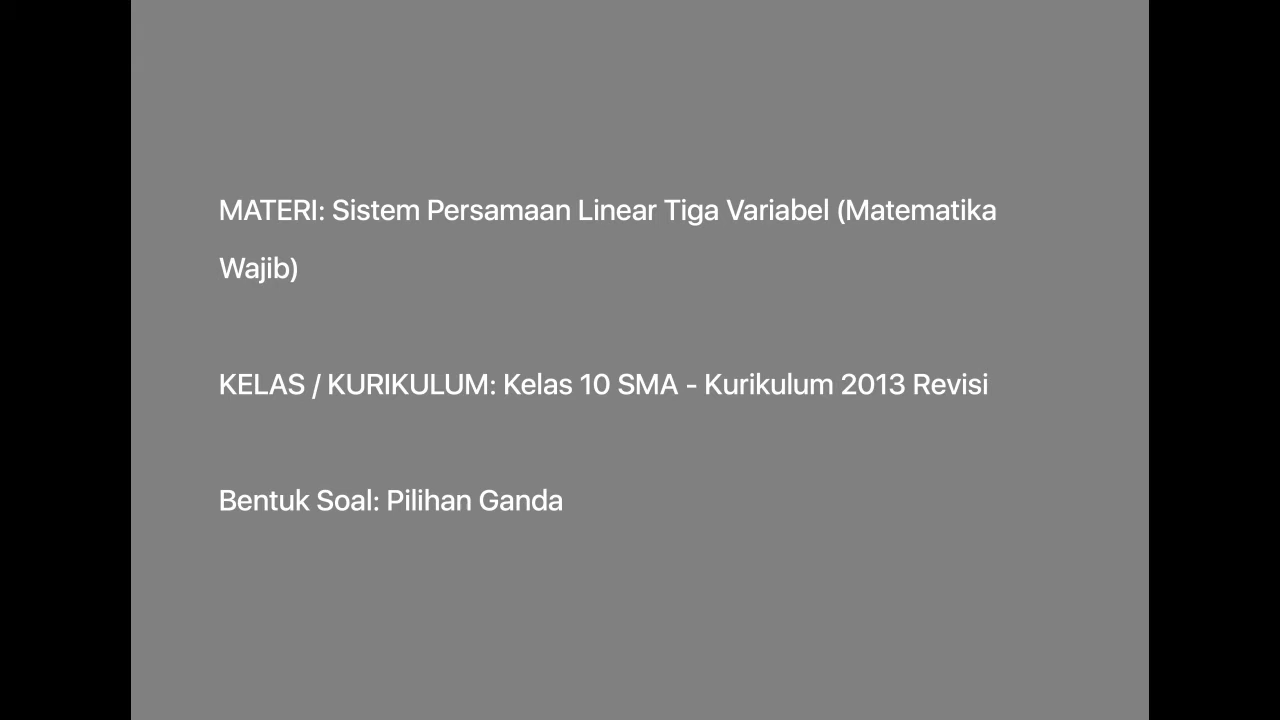 MATERI: Sistem Persamaan Linear Tiga Variabel (Matematika
Wajib)
KELAS / KURIKULUM: Kelas 10 SMA - Kurikulum 2013 Revisi
Bentuk Soal: Pilihan Ganda